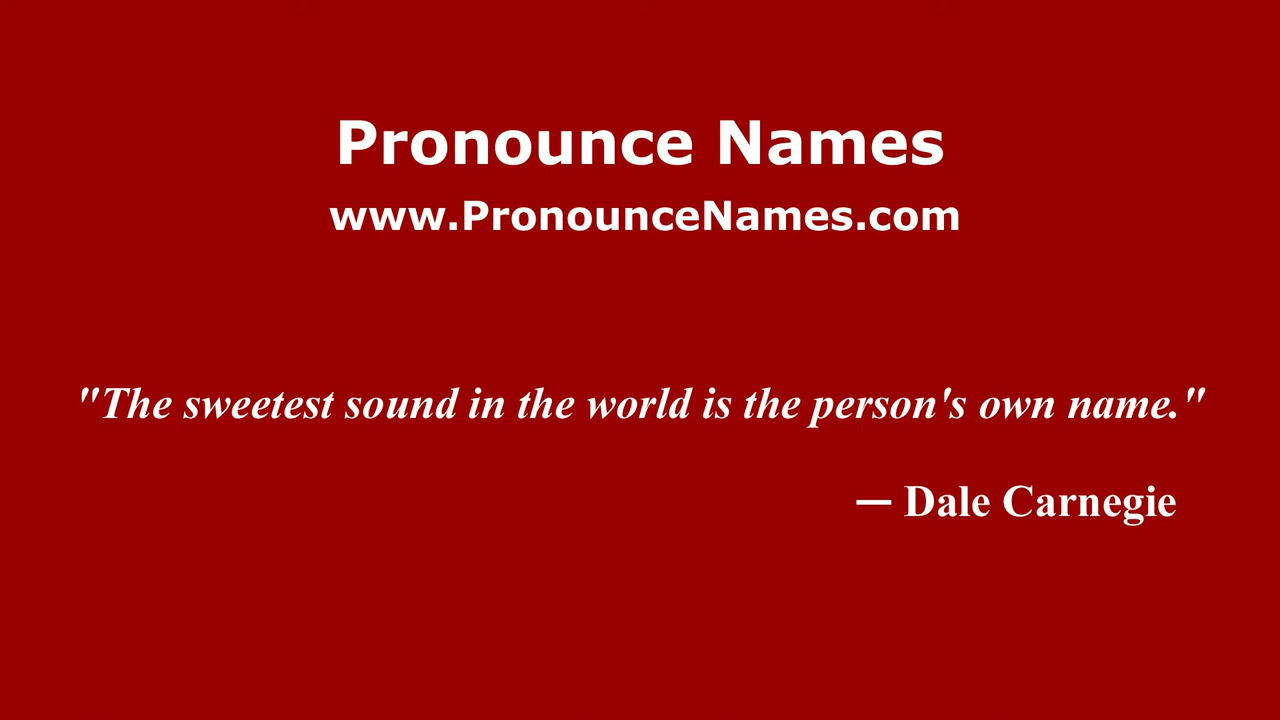 Pronounce Names
www.PronounceNames.com
"The sweetest sound in the world is the person's own name."
— Dale Carnegie